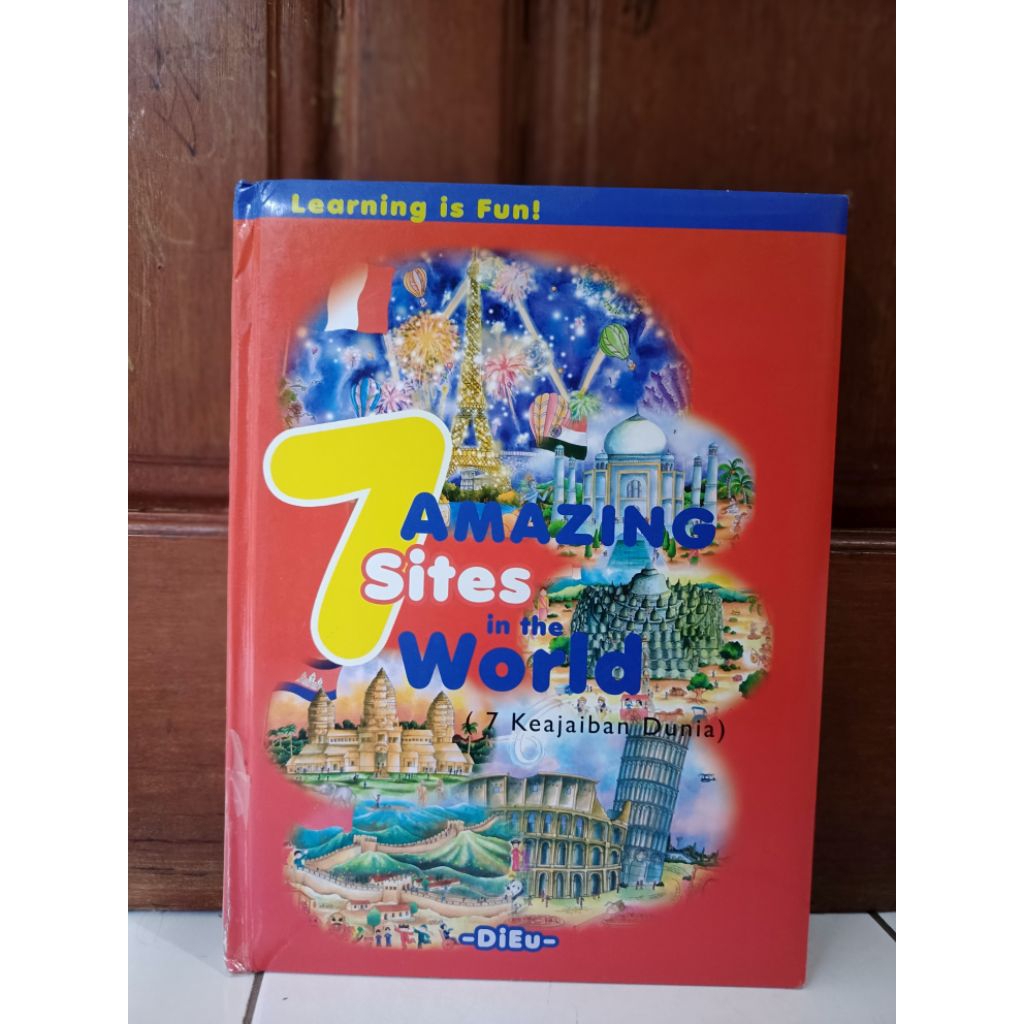 Learning is Fun!
7
AMAZING
Sites
in the
World
( 7 Keajaiban Dunia)
-DiEu-